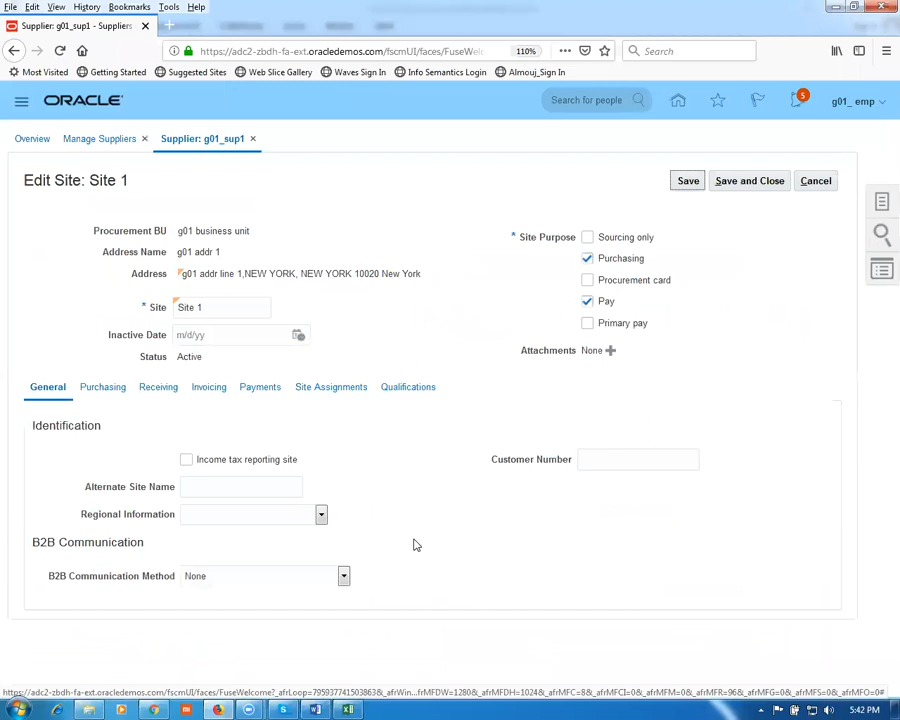 File Edit View History Bookmarks Tools Help
Supplier: g01_sup1 - Suppliers
https://adc2-zbdh-fa-ext.oracledemos.com/fscmUI/faces/FuseWelc
110%
Search
Most Visited Getting Started Suggested Sites Web Slice Gallery Waves Sign In Info Semantics Login Almouj_Sign In
ORACLE
Search for people
5
g01_ emp
Overview Manage Suppliers Supplier: g01_sup1
Edit Site: Site 1
Save Save and Close Cancel
Procurement BU g01 business unit
Address Name g01 addr 1
Address g01 addr line 1,NEW YORK, NEW YORK 10020 New York
* Site Site 1
Inactive Date m/d/yy
Status Active
* Site Purpose Sourcing only
Purchasing
Procurement card
Pay
Primary pay
Attachments None
General Purchasing Receiving Invoicing Payments Site Assignments Qualifications
Identification
Income tax reporting site
Customer Number
Alternate Site Name
Regional Information
B2B Communication
B2B Communication Method None
https://adc2-zbdh-fa-ext.oracledemos.com/fscmUI/faces/FuseWelcome?_afrLoop=795937741503863&_afrWin...fMFDW=1280&_afrMFDH=1024&_afrMFC=8&_afrMFCI=0&_afrMFM=0&_afrMFR=96&_afrMFG=0&_afrMFS=0&_afrMFO=0#
5:42 PM